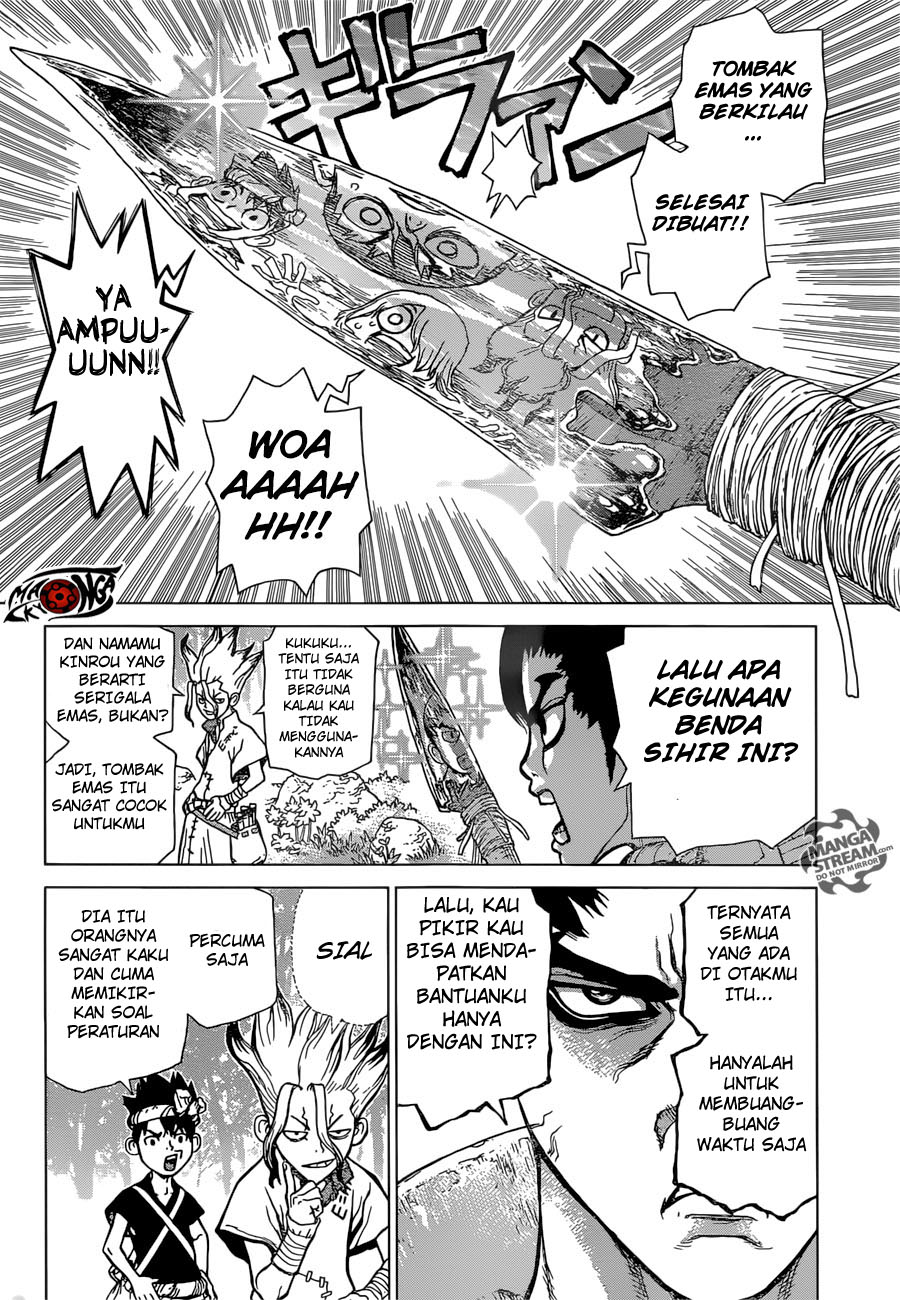 ギラァン
TOMBAK
EMAS YANG
BERKILAU
...
SELESAI
DIBUAT!!
YA
AMPUU-
UUNN!!
WOA
AAAAH
HH!!
MA
CK
NGA
LALU APA
KEGUNAAN
BENDA
SIHIR INI?
KUKUKU...
TENTU SAJA
ITU TIDAK
BERGUNA
KALAU KAU
TIDAK
MENGGUNA-
KANNYA
DAN NAMAMU
KINROU YANG
BERARTI
SERIGALA
EMAS, BUKAN?
JADI, TOMBAK
EMAS ITU
SANGAT COCOK
UNTUKMU
MANGA
STREAM.com
DO NOT MIRROR
TERNYATA
SEMUA
YANG ADA
DI OTAKMU
ITU...
HANYALAH
UNTUK
MEMBUANG-
BUANG
WAKTU SAJA
LALU, KAU
PIKIR KAU
BISA MENDA-
PATKAN
BANTUANKU
HANYA
DENGAN INI?
SIAL
PERCUMA
SAJA
DIA ITU
ORANGNYA
SANGAT KAKU
DAN CUMA
MEMIKIR-
KAN SOAL
PERATURAN